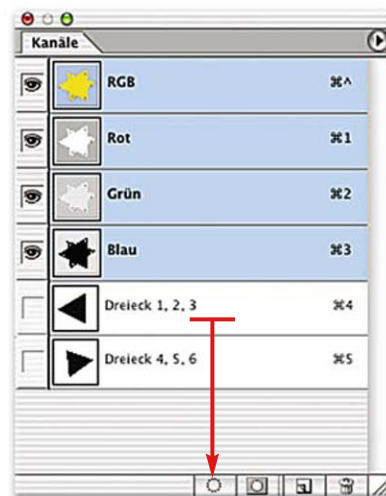 Kanäle
RGB ⌘^
Rot ⌘1
Grün ⌘2
Blau ⌘3
Dreieck 1, 2, 3 ⌘4
Dreieck 4, 5, 6 ⌘5